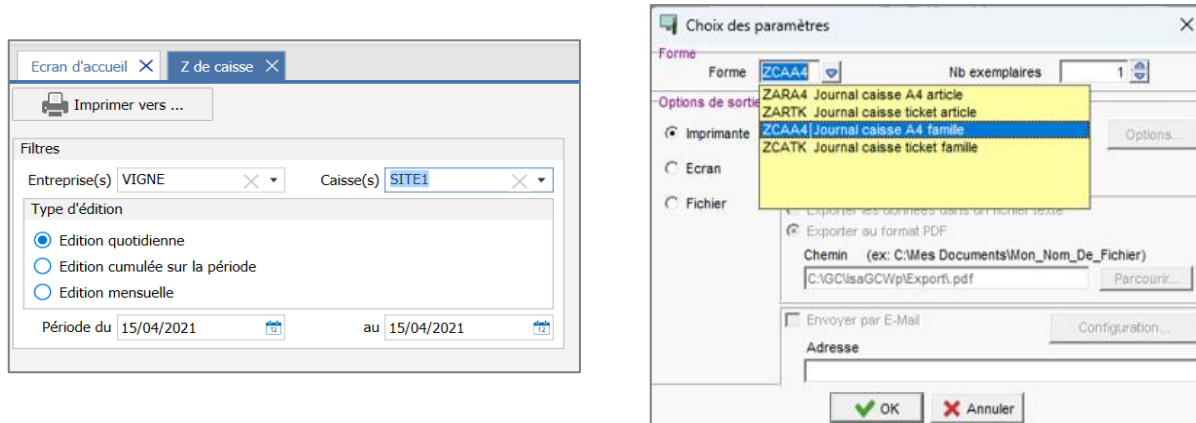 Ecran d'accueil
Z de caisse
Imprimer vers ...
Filtres
Entreprise(s) VIGNE Caisse(s) SITE1
Type d'édition
Edition quotidienne
Edition cumulée sur la période
Edition mensuelle
Période du 15/04/2021 au 15/04/2021
Choix des paramètres
Forme
Forme ZCAA4 Nb exemplaires 1
ZARA4 Journal caisse A4 article
ZARTK Journal caisse ticket article
ZCAA4 Journal caisse A4 famille
ZCATK Journal caisse ticket famille
Options de sortie
Imprimante Options...
Ecran
Fichier
Exporter les données dans un fichier texte
Exporter au format PDF
Chemin (ex: C:\Mes Documents\Mon_Nom_De_Fichier)
C:\GC\IsaGCWp\Export\.pdf Parcourir...
Envoyer par E-Mail Configuration...
Adresse
OK Annuler